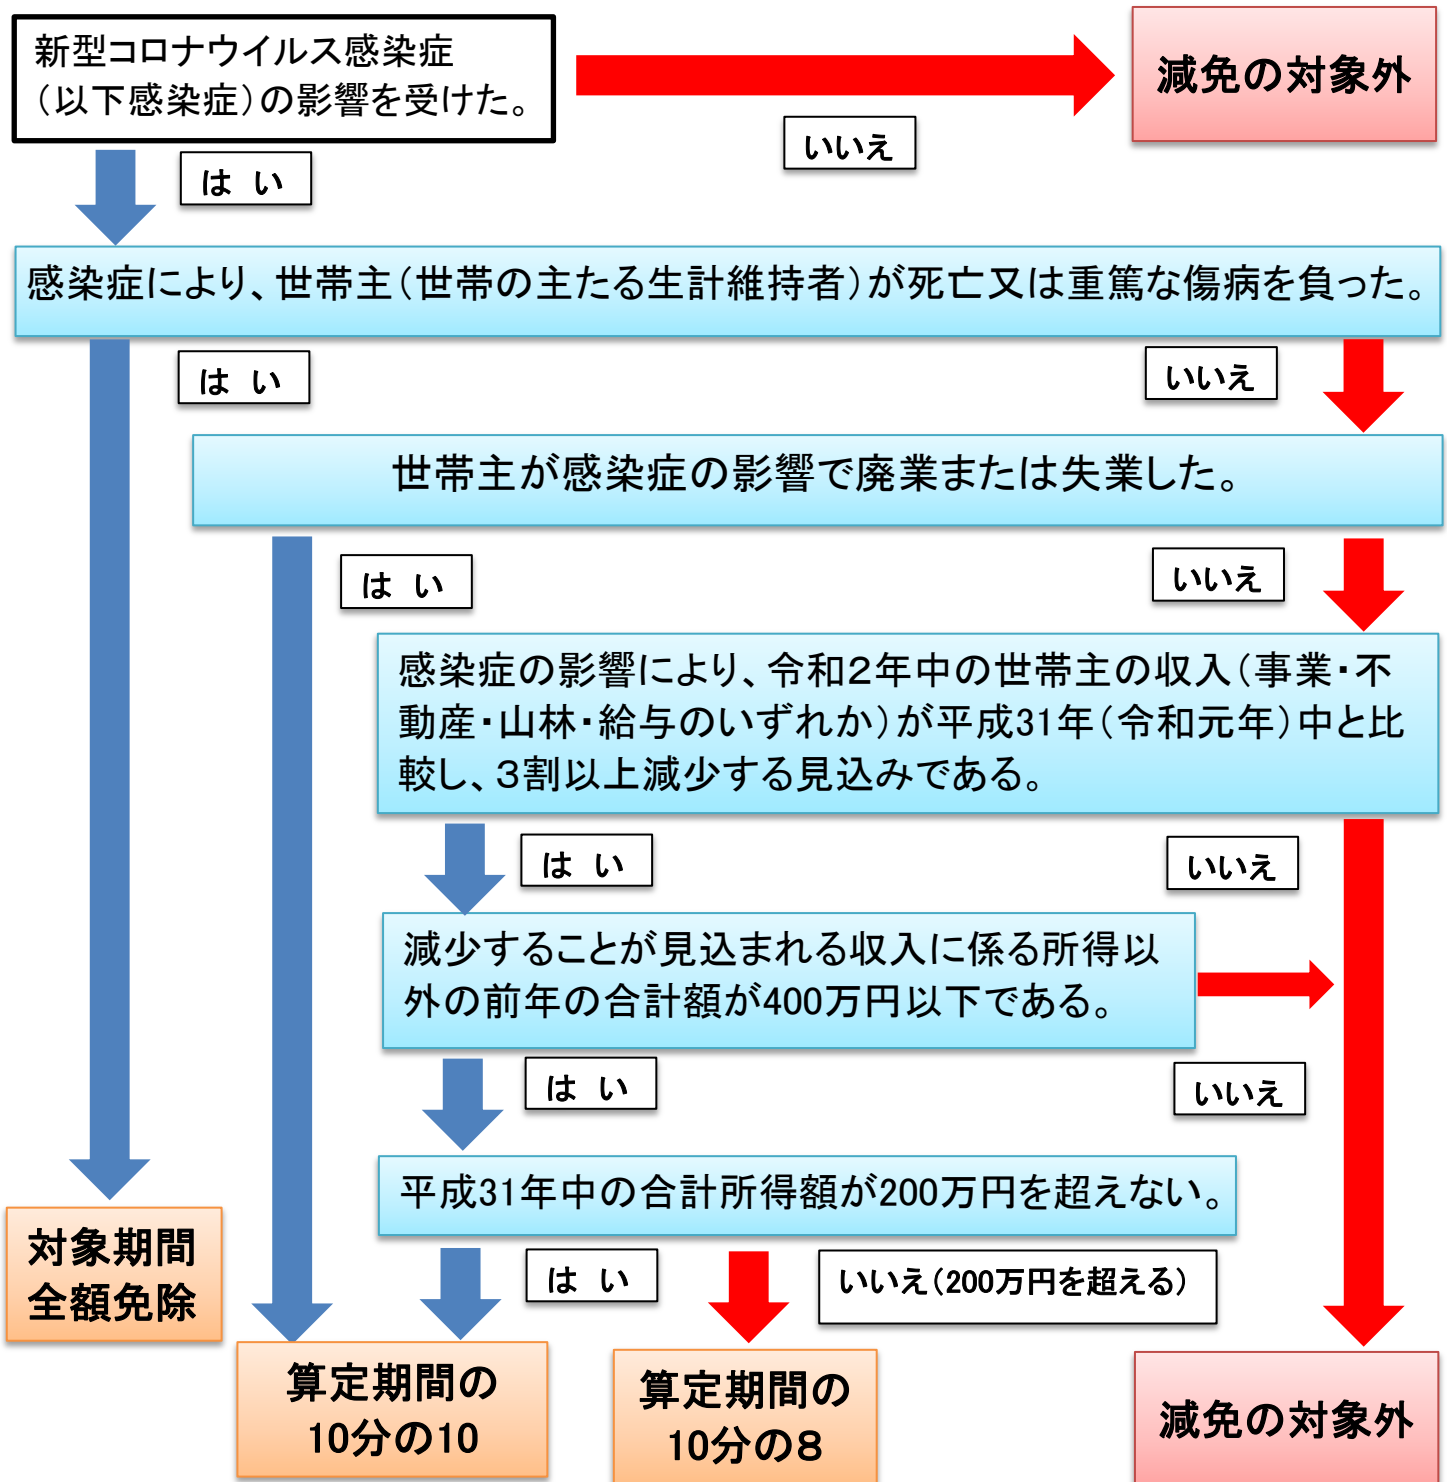 新型コロナウイルス感染症
（以下感染症）の影響を受けた。
減免の対象外
いいえ
は い
感染症により、世帯主（世帯の主たる生計維持者）が死亡又は重篤な傷病を負った。
は い
いいえ
世帯主が感染症の影響で廃業または失業した。
は い
いいえ
感染症の影響により、令和２年中の世帯主の収入（事業・不
動産・山林・給与のいずれか）が平成31年（令和元年）中と比
較し、３割以上減少する見込みである。
は い
いいえ
減少することが見込まれる収入に係る所得以
外の前年の合計額が400万円以下である。
は い
いいえ
平成31年中の合計所得額が200万円を超えない。
は い
いいえ（200万円を超える）
対象期間
全額免除
算定期間の
10分の10
算定期間の
10分の８
減免の対象外